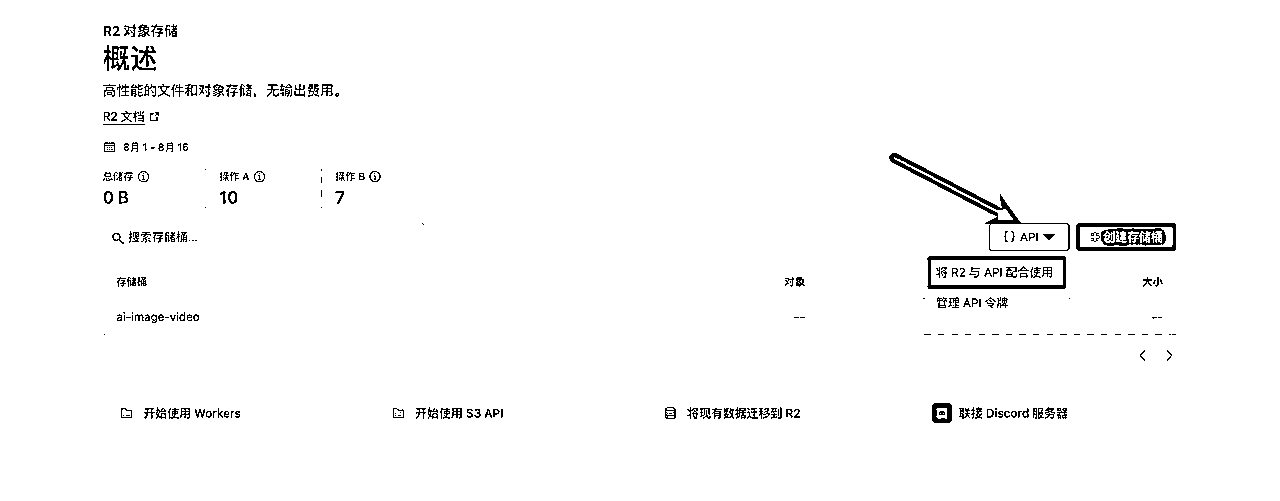 R2 对象存储
概述
高性能的文件和对象存储，无输出费用。
R2 文档
8月 1 - 8月 16
总储存 操作 A 操作 B
0 B 10 7
搜索存储桶... {} API + 创建存储桶
将 R2 与 API 配合使用
存储桶 对象 大小
管理 API 令牌
ai-image-video -- --
开始使用 Workers 开始使用 S3 API 将现有数据迁移到 R2 联接 Discord 服务器